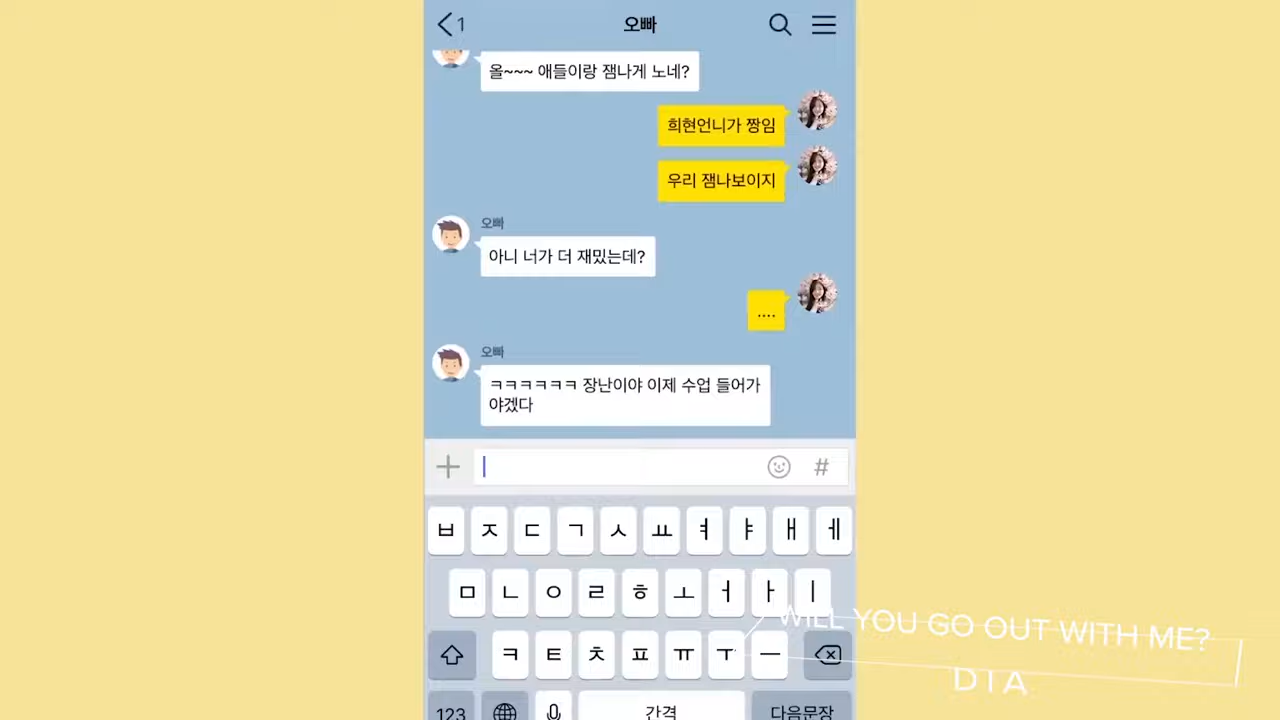 1
오빠
올~~~ 애들이랑 잼나게 노네?
희현언니가 짱임
우리 잼나보이지
오빠
아니 너가 더 재밌는데?
....
오빠
ㅋㅋㅋㅋㅋㅋ 장난이야 이제 수업 들어가
야겠다
#
ㅂ ㅈ ㄷ ㄱ ㅅ ㅛ ㅕ ㅑ ㅐ ㅔ
ㅁ ㄴ ㅇ ㄹ ㅎ ㅗ ㅓ ㅏ ㅣ
ㅋ ㅌ ㅊ ㅍ ㅠ ㅜ ㅡ
123 간격 다음문장
WILL YOU GO OUT WITH ME?
DIA